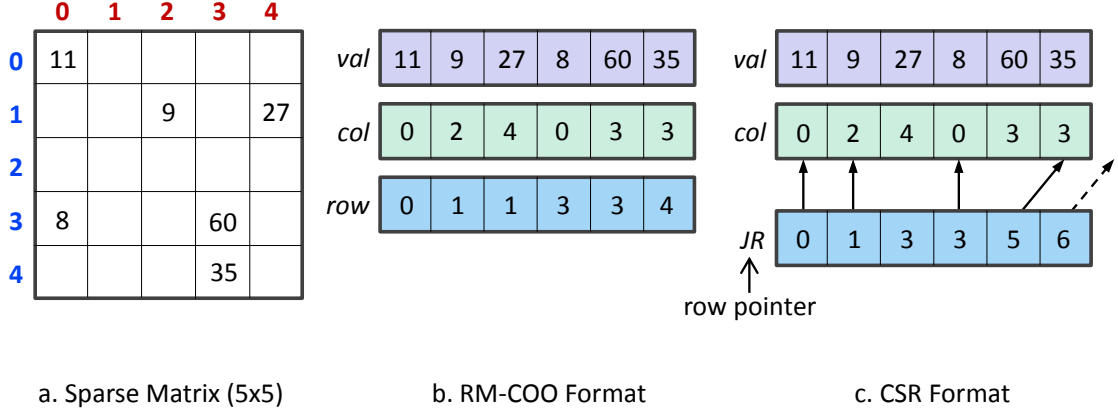 0 1 2 3 4
0 11
1 9 27
2
3 8 60
4 35
a. Sparse Matrix (5x5)
val 11 9 27 8 60 35
col 0 2 4 0 3 3
row 0 1 1 3 3 4
b. RM-COO Format
val 11 9 27 8 60 35
col 0 2 4 0 3 3
JR 0 1 3 3 5 6
row pointer
c. CSR Format